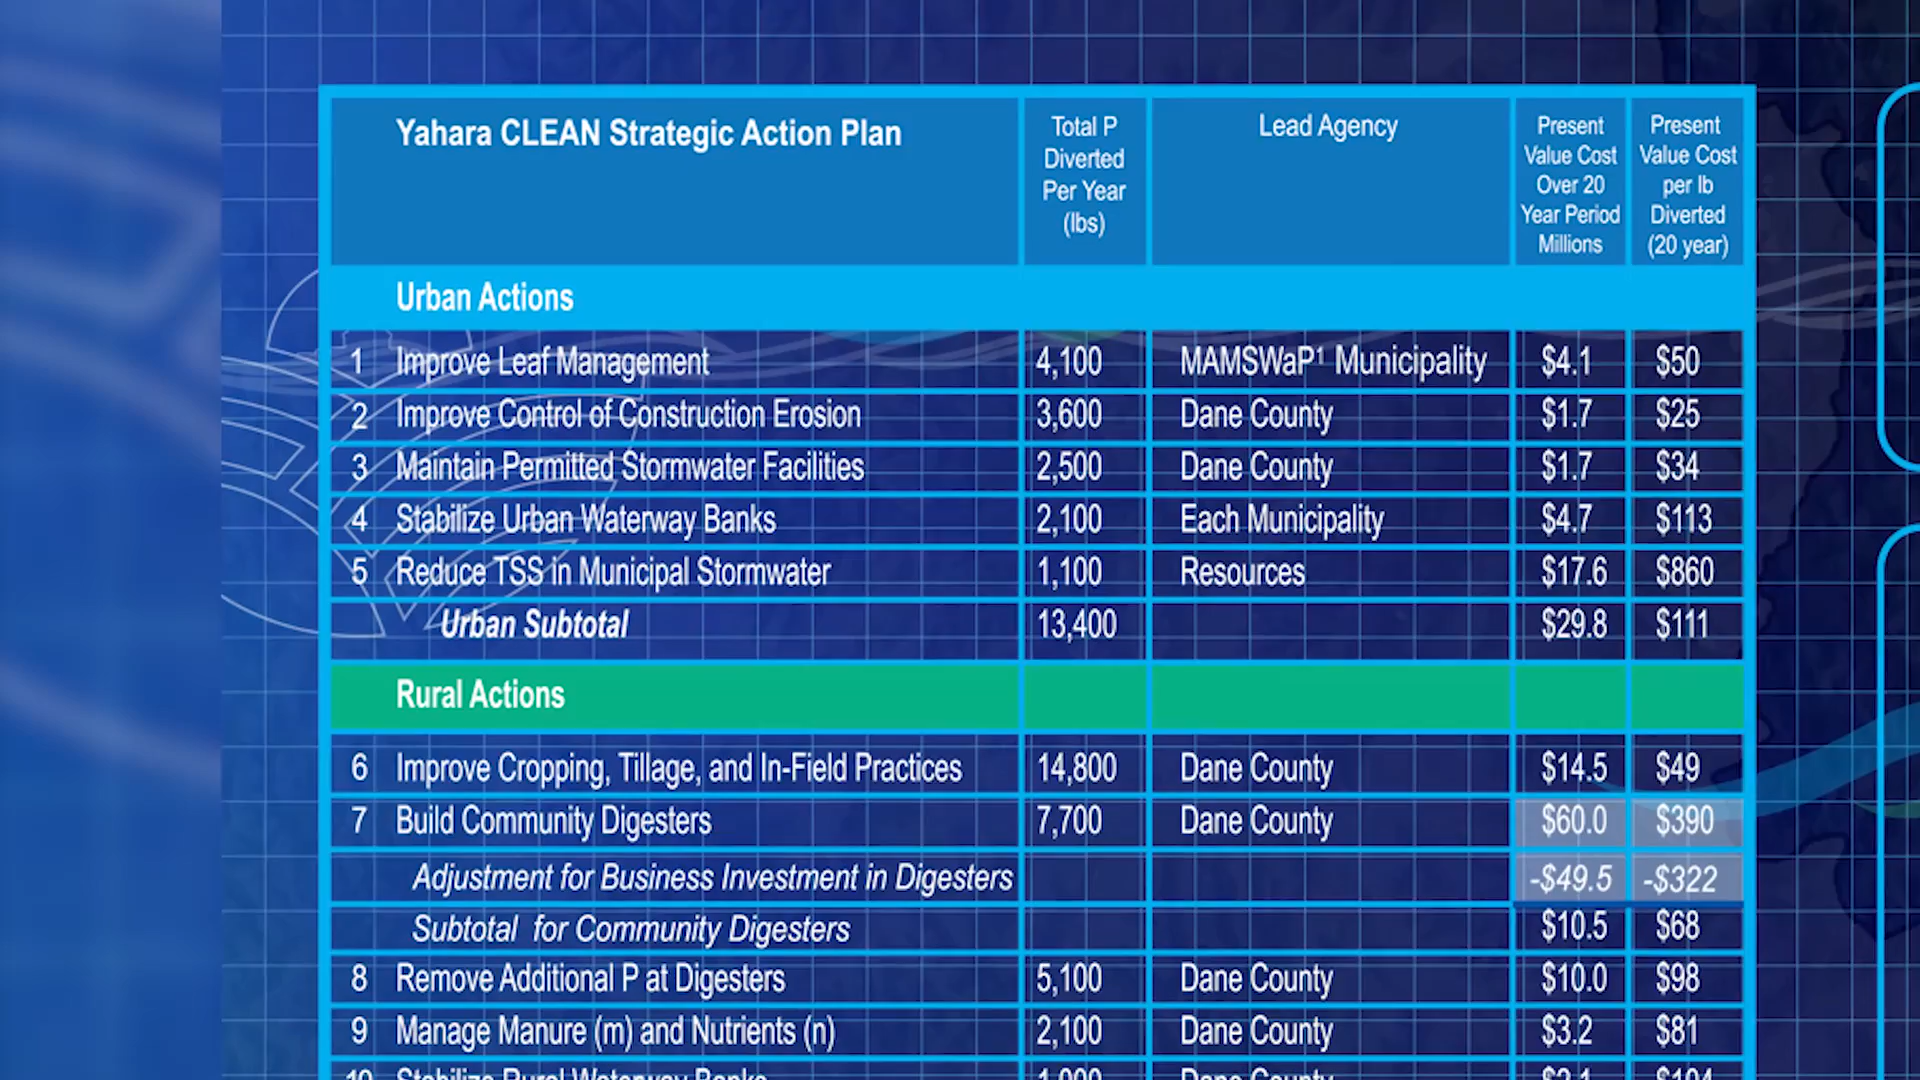 Yahara CLEAN Strategic Action Plan
Total P Diverted Per Year (lbs)
Lead Agency
Present Value Cost Over 20 Year Period Millions
Present Value Cost per lb Diverted (20 year)
Urban Actions
1 Improve Leaf Management 4,100 MAMSWaP¹ Municipality $4.1 $50
2 Improve Control of Construction Erosion 3,600 Dane County $1.7 $25
3 Maintain Permitted Stormwater Facilities 2,500 Dane County $1.7 $34
4 Stabilize Urban Waterway Banks 2,100 Each Municipality $4.7 $113
5 Reduce TSS in Municipal Stormwater 1,100 Resources $17.6 $860
Urban Subtotal 13,400 $29.8 $111
Rural Actions
6 Improve Cropping, Tillage, and In-Field Practices 14,800 Dane County $14.5 $49
7 Build Community Digesters 7,700 Dane County $60.0 $390
Adjustment for Business Investment in Digesters -$49.5 -$322
Subtotal for Community Digesters $10.5 $68
8 Remove Additional P at Digesters 5,100 Dane County $10.0 $98
9 Manage Manure (m) and Nutrients (n) 2,100 Dane County $3.2 $81
10 Stabilize Rural Waterway Banks Dane County